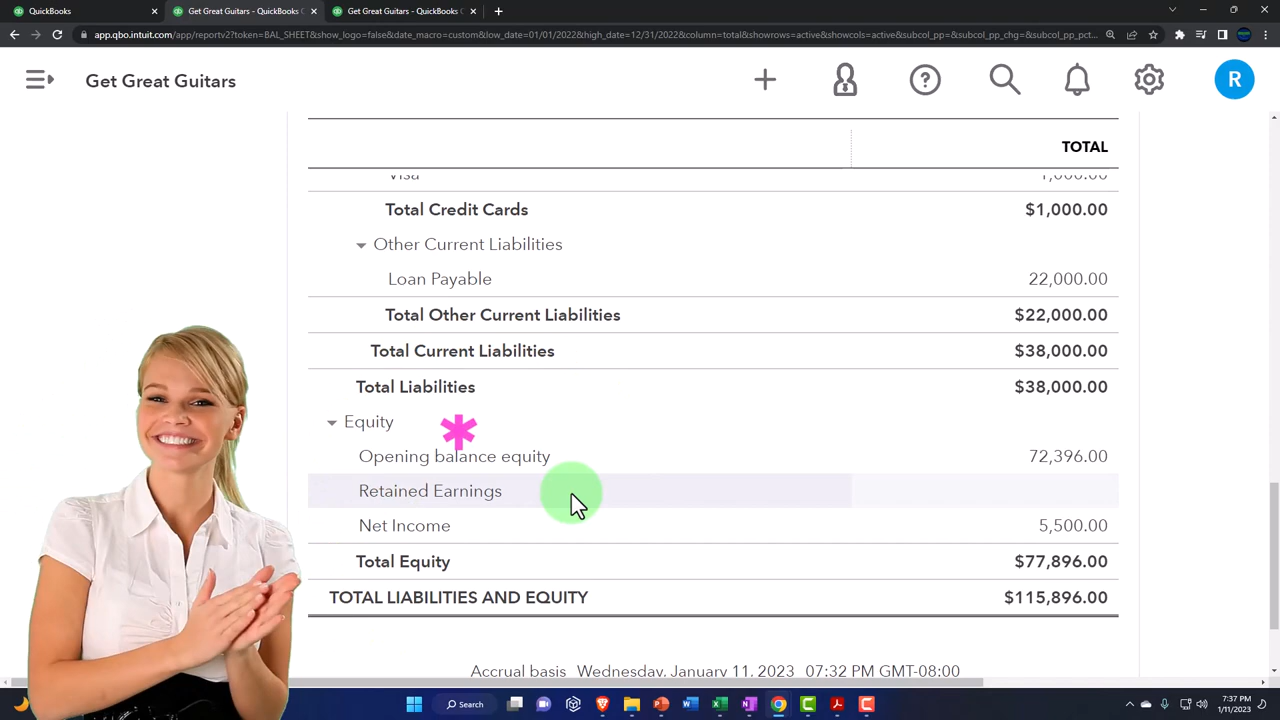 QuickBooks
Get Great Guitars - QuickBooks C
Get Great Guitars - QuickBooks C
app.qbo.intuit.com/app/reportv2?token=BAL_SHEET&show_logo=false&date_macro=custom&low_date=01/01/2022&high_date=12/31/2022&column=total&showrows=active&showcols=active&subcol_pp=&subcol_pp_chg=&subcol_pp_pct...
Get Great Guitars
R
TOTAL
Visa 1,000.00
Total Credit Cards $1,000.00
Other Current Liabilities
Loan Payable 22,000.00
Total Other Current Liabilities $22,000.00
Total Current Liabilities $38,000.00
Total Liabilities $38,000.00
Equity
Opening balance equity 72,396.00
Retained Earnings
Net Income 5,500.00
Total Equity $77,896.00
TOTAL LIABILITIES AND EQUITY $115,896.00
Accrual basis Wednesday, January 11, 2023 07:32 PM GMT-08:00
Search
7:37 PM
1/11/2023